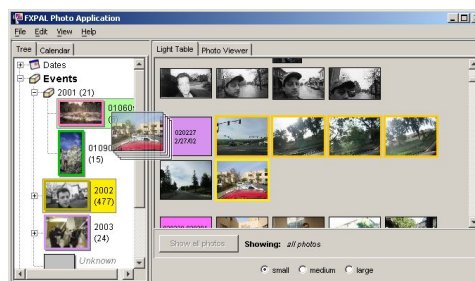 FXPAL Photo Application
File Edit View Help
Tree Calendar
Light Table Photo Viewer
Dates
Events
2001 (21)
(15)
2002
(477)
2003
(24)
Unknown
020227
2/27/02
Show all photos Showing: all photos
small medium large